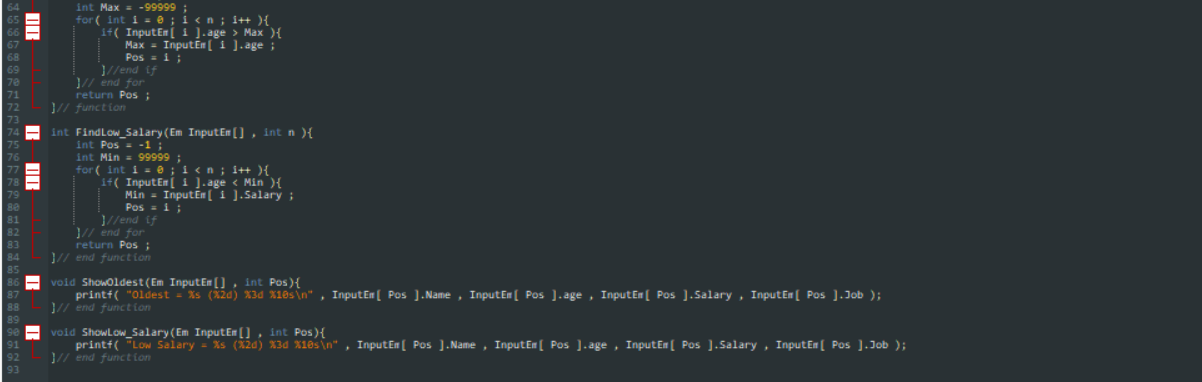 64 int Max = -99999 ;
65 for( int i = 0 ; i < n ; i++ ){
66 if( InputEm[ i ].age > Max ){
67 Max = InputEm[ i ].age ;
68 Pos = i ;
69 }//end if
70 }// end for
71 return Pos ;
72 }// function
73
74 int FindLow_Salary(Em InputEm[] , int n ){
75 int Pos = -1 ;
76 int Min = 99999 ;
77 for( int i = 0 ; i < n ; i++ ){
78 if( InputEm[ i ].age < Min ){
79 Min = InputEm[ i ].Salary ;
80 Pos = i ;
81 }//end if
82 }// end for
83 return Pos ;
84 }// end function
85
86 void ShowOldest(Em InputEm[] , int Pos){
87 printf( "Oldest = %s (%2d) %3d %10s\n" , InputEm[ Pos ].Name , InputEm[ Pos ].age , InputEm[ Pos ].Salary , InputEm[ Pos ].Job );
88 }// end function
89
90 void ShowLow_Salary(Em InputEm[] , int Pos){
91 printf( "Low Salary = %s (%2d) %3d %10s\n" , InputEm[ Pos ].Name , InputEm[ Pos ].age , InputEm[ Pos ].Salary , InputEm[ Pos ].Job );
92 }// end function
93